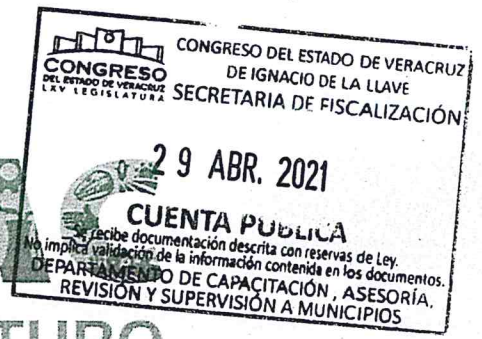 CONGRESO
DEL ESTADO DE VERACRUZ
LXV LEGISLATURA
CONGRESO DEL ESTADO DE VERACRUZ
DE IGNACIO DE LA LLAVE
SECRETARIA DE FISCALIZACIÓN
29 ABR. 2021
CUENTA PUBLICA
Se recibe documentación descrita con reservas de Ley.
No implica validación de la información contenida en los documentos.
DEPARTAMENTO DE CAPACITACIÓN, ASESORÍA,
REVISIÓN Y SUPERVISIÓN A MUNICIPIOS